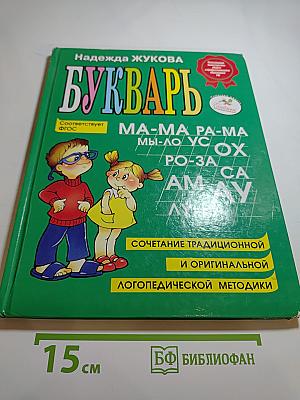 Надежда ЖУКОВА
БУКВАРЬ
Соответствует
ФГОС
МА-МА РА-МА
МЫ-ЛО УС ОХ
РО-ЗА СА
АМ АУ
СОЧЕТАНИЕ ТРАДИЦИОННОЙ
И ОРИГИНАЛЬНОЙ
ЛОГОПЕДИЧЕСКОЙ МЕТОДИКИ
15 см
БФ БИБЛИОФАН